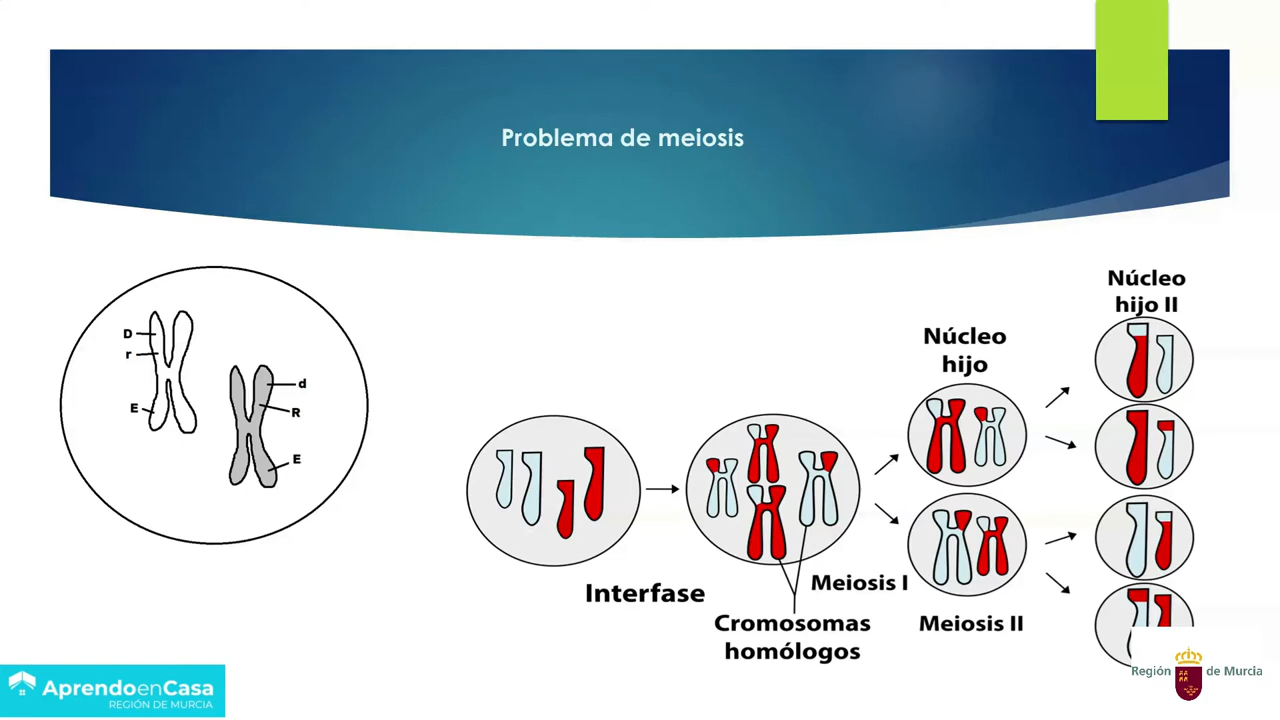 Problema de meiosis
D
r
E
d
R
E
Interfase
Meiosis I
Cromosomas
homólogos
Núcleo
hijo
Meiosis II
Núcleo
hijo II
AprendoenCasa
REGIÓN DE MURCIA
Región de Murcia